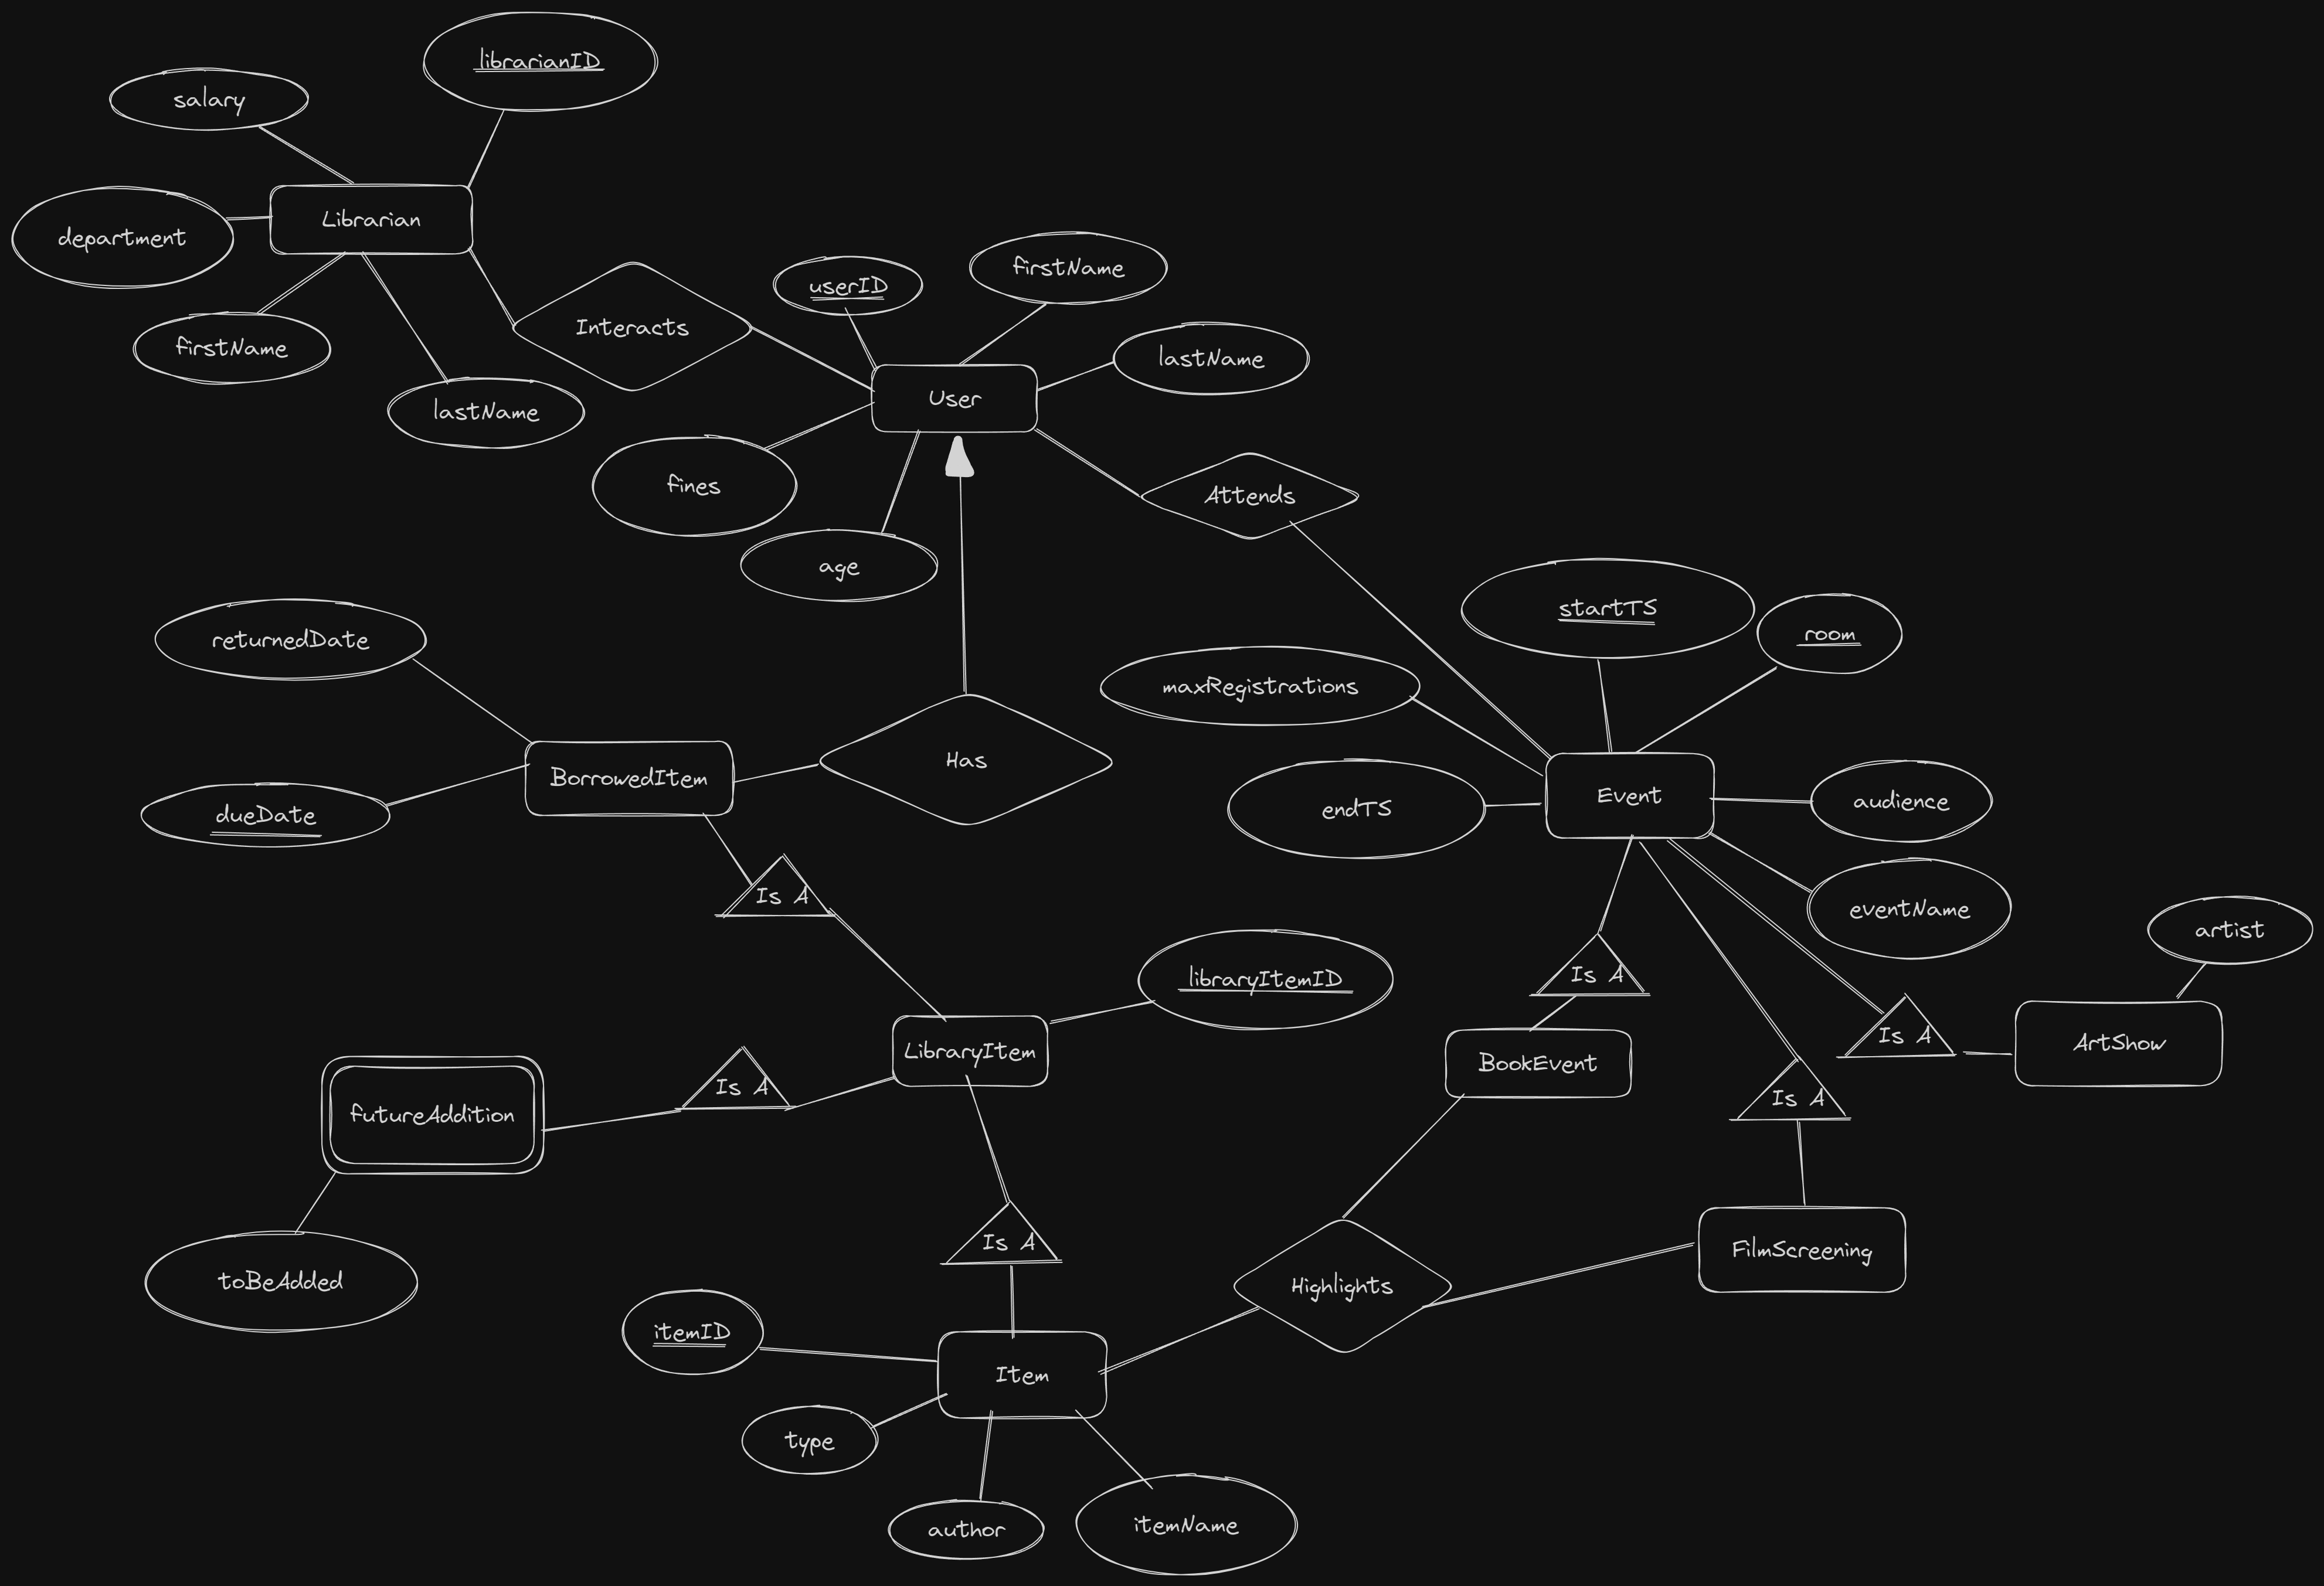 librarianID
salary
Librarian
department
firstName
userID
Interacts
firstName
lastName
lastName
User
fines
Attends
age
startTS
room
returnedDate
maxRegistrations
Has
BorrowedItem
Event
dueDate
endTS
audience
Is A
eventName
artist
libraryItemID
Is A
Is A
ArtShow
LibraryItem
BookEvent
Is A
Is A
futureAddition
Is A
FilmScreening
toBeAdded
Highlights
itemID
Item
type
author
itemName